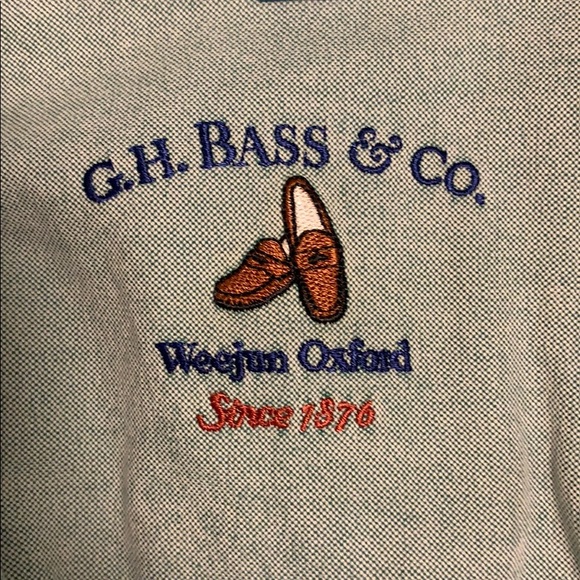 G.H. BASS & CO.
Weejun Oxford
Since 1876